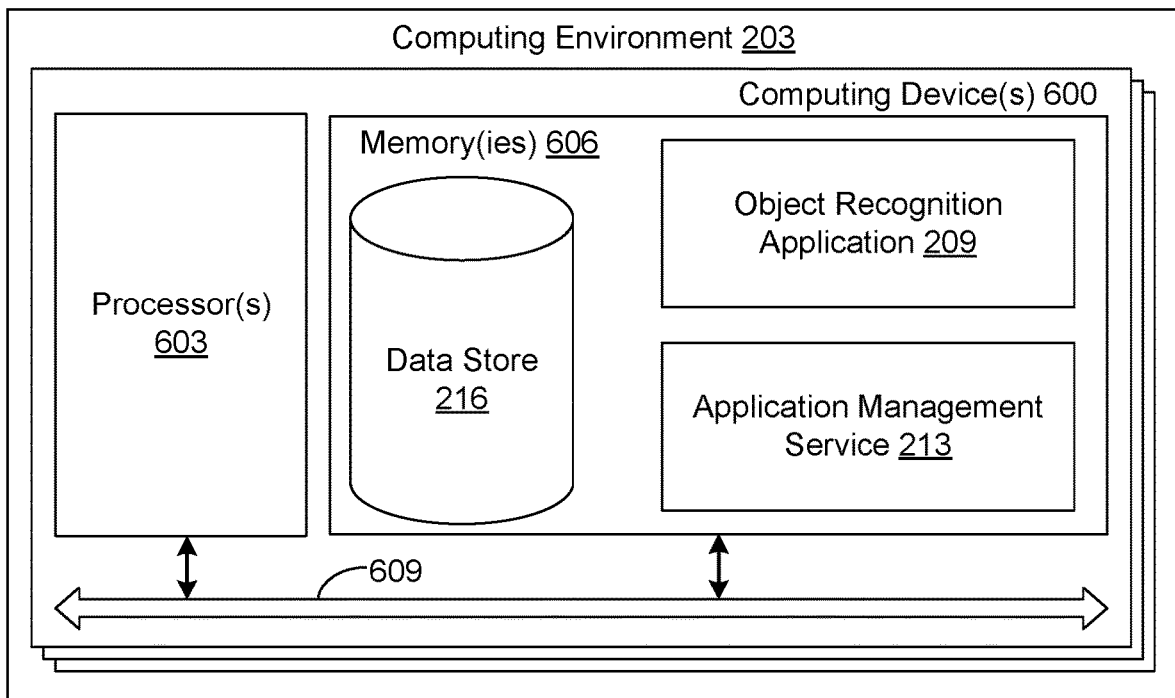 Computing Environment 203
Computing Device(s) 600
Processor(s)
603
Memory(ies) 606
Data Store
216
Object Recognition
Application 209
Application Management
Service 213
609